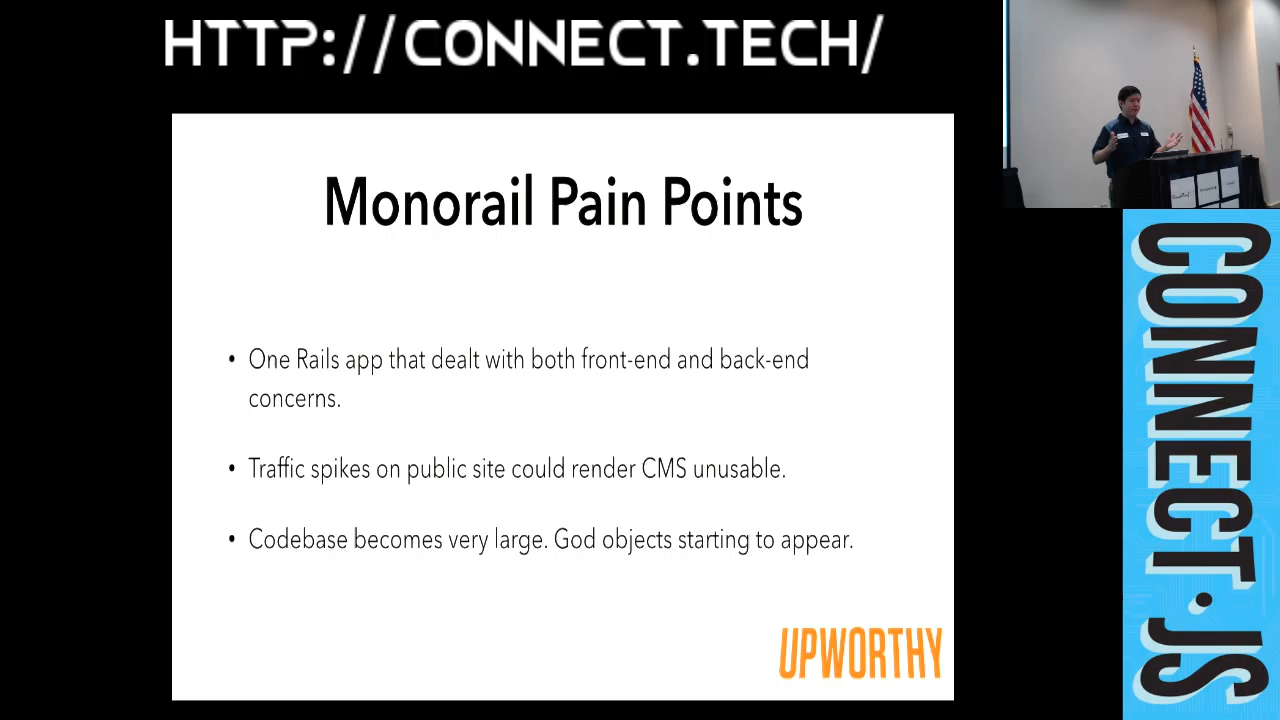 HTTP://CONNECT.TECH/
Monorail Pain Points
• One Rails app that dealt with both front-end and back-end
concerns.
• Traffic spikes on public site could render CMS unusable.
• Codebase becomes very large. God objects starting to appear.
UPWORTHY
CONNECT.JS